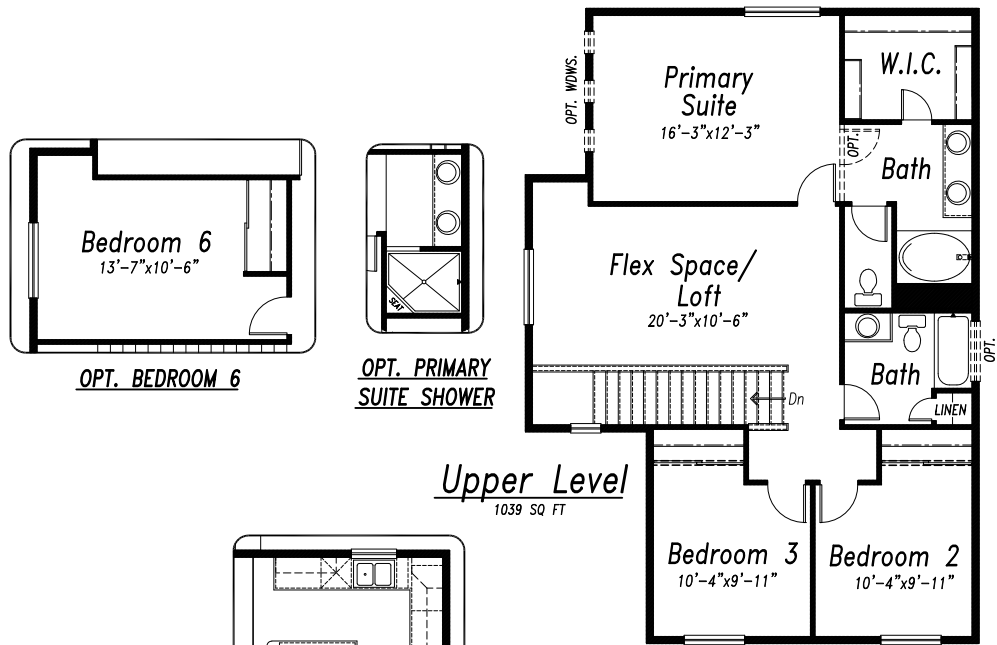 OPT. WDWS.
Primary
Suite
16'-3"x12'-3"
W.I.C.
OPT.
Bath
Bedroom 6
13'-7"x10'-6"
SEAT
Flex Space/
Loft
20'-3"x10'-6"
OPT. BEDROOM 6
OPT. PRIMARY
SUITE SHOWER
OPT.
Bath
LINEN
Dn
Upper Level
1039 SQ FT
Bedroom 3
10'-4"x9'-11"
Bedroom 2
10'-4"x9'-11"